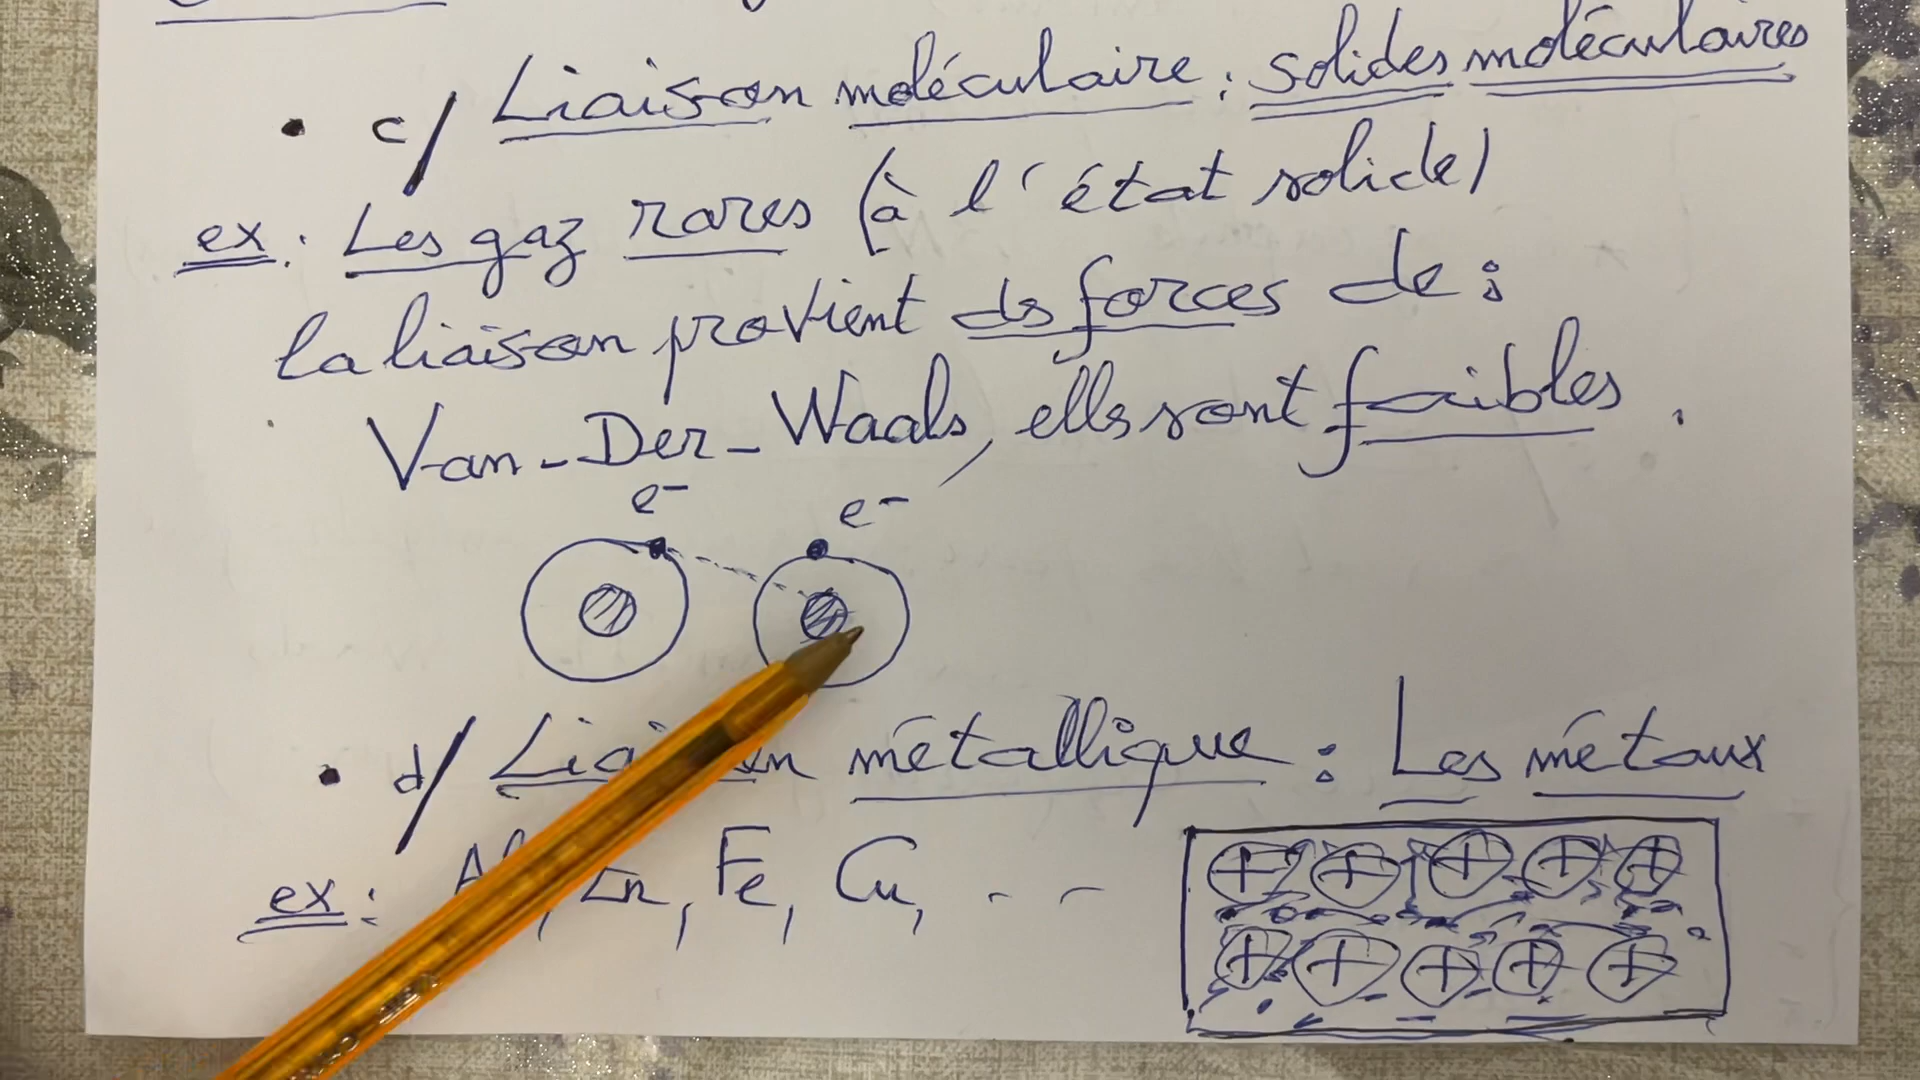 • c/ Liaison moléculaire : solides moléculaires
ex : Les gaz rares (à l'état solide)
la liaison provient ds forces de :
Van-Der-Waals, elles sont faibles .
e- e-
• d/ Liaison métallique : Les métaux
ex : Al, Zn, Fe, Cu, - -
+ + + + +
+ + + + +